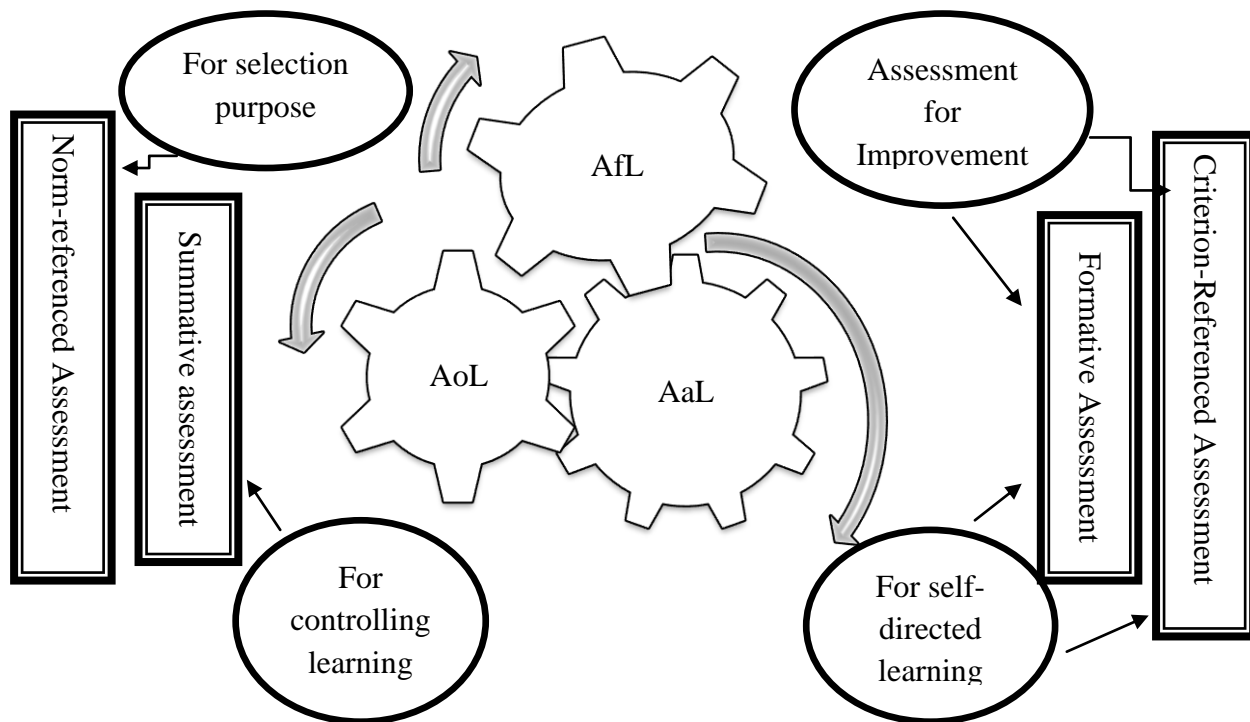 For selection
purpose
Assessment
for
Improvement
Norm-referenced Assessment
Summative assessment
AfL
AoL
AaL
Formative Assessment
Criterion-Referenced Assessment
For
controlling
learning
For self-
directed
learning